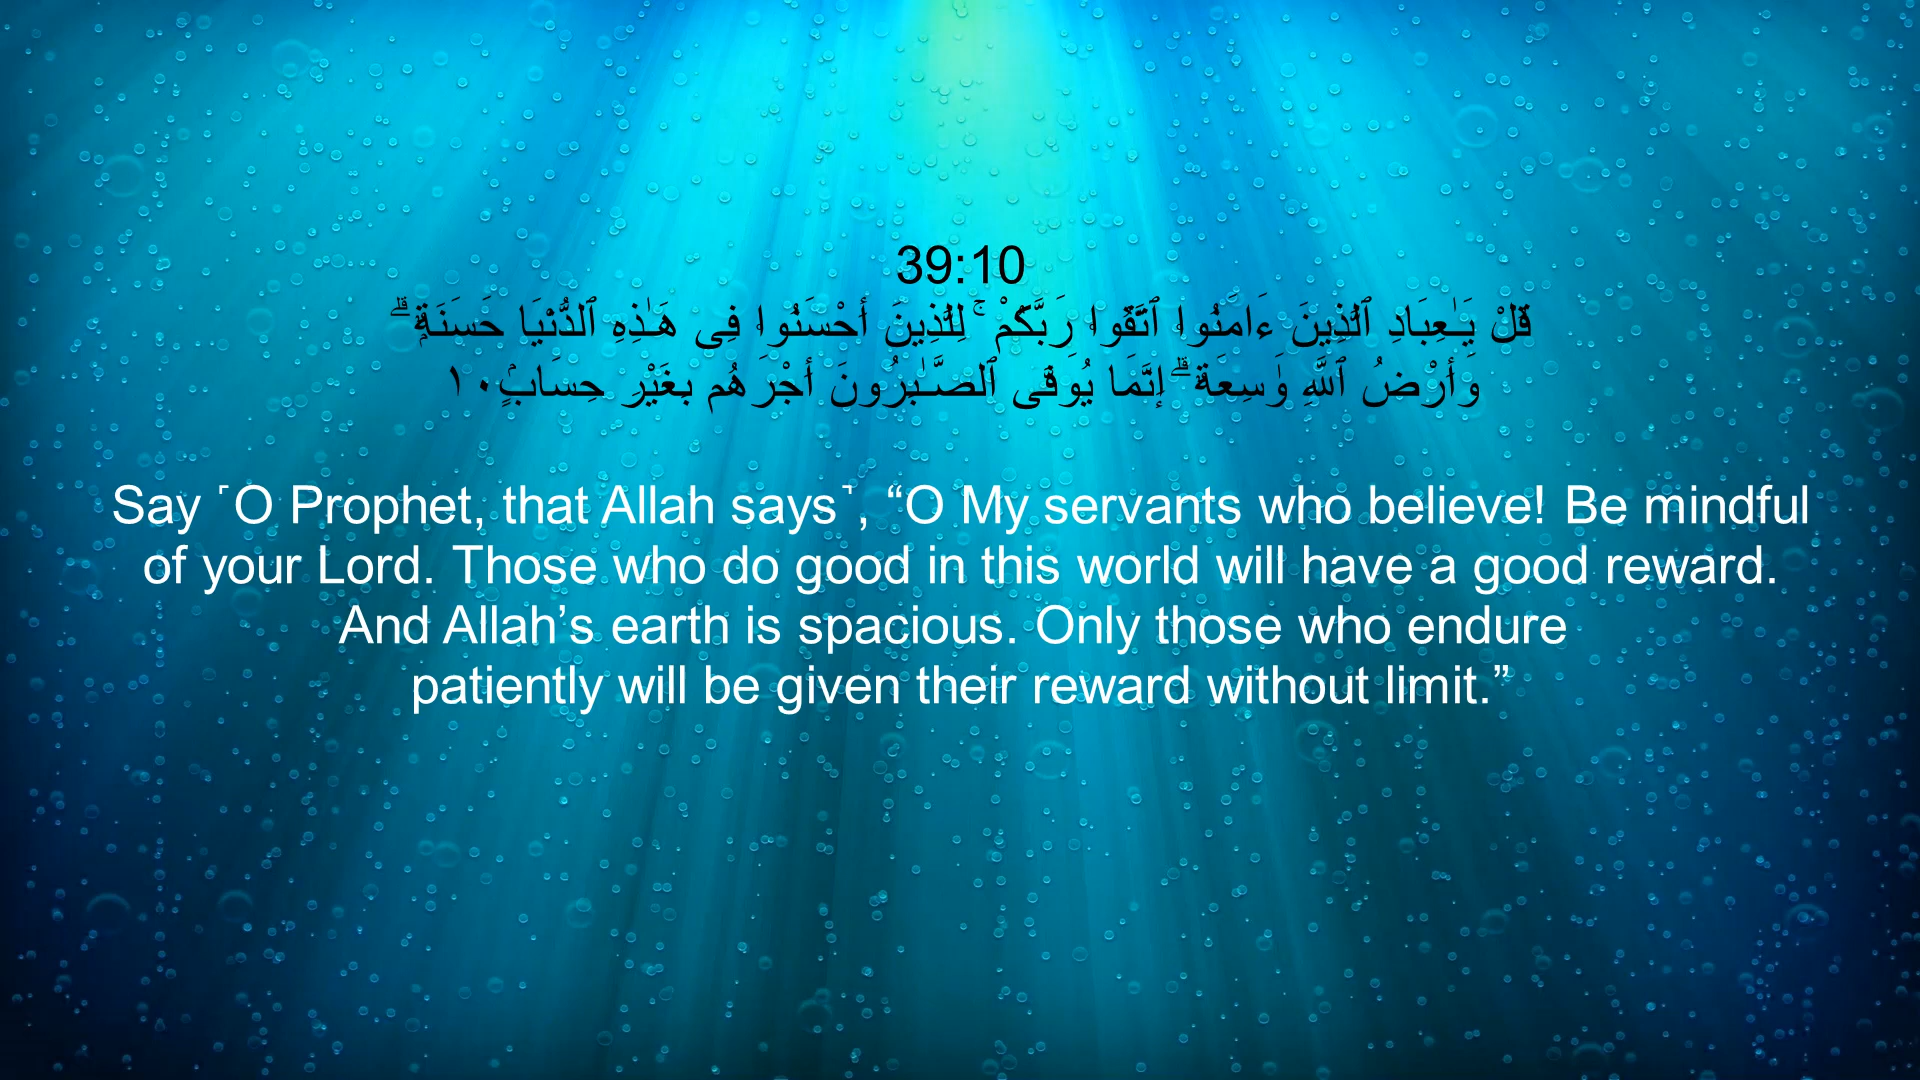 39:10
قُلْ يَـٰعِبَادِ ٱلَّذِينَ ءَامَنُوا۟ ٱتَّقُوا۟ رَبَّكُمْ ۚ لِلَّذِينَ أَحْسَنُوا۟ فِى هَـٰذِهِ ٱلدُّنْيَا حَسَنَةٌۭ ۗ
وَأَرْضُ ٱللَّهِ وَٰسِعَةٌ ۗ إِنَّمَا يُوَفَّى ٱلصَّـٰبِرُونَ أَجْرَهُم بِغَيْرِ حِسَابٍۢ ١٠
Say ˹O Prophet, that Allah says˺, “O My servants who believe! Be mindful
of your Lord. Those who do good in this world will have a good reward.
And Allah’s earth is spacious. Only those who endure
patiently will be given their reward without limit.”